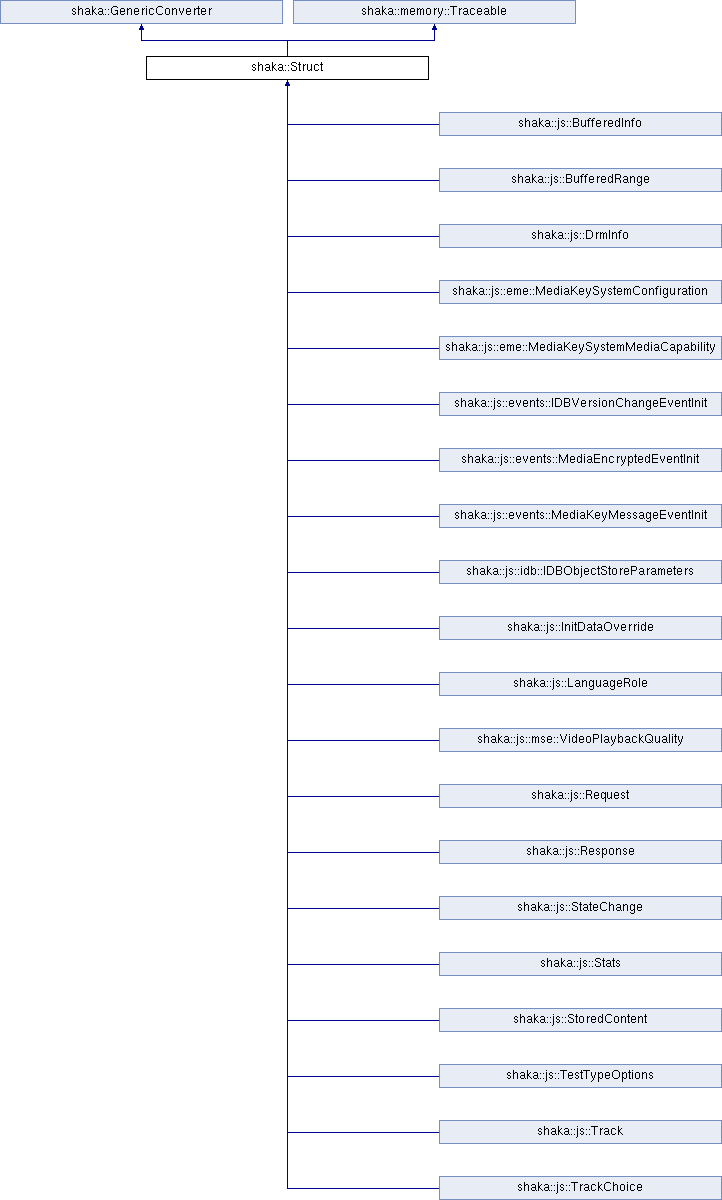 shaka::GenericConverter
shaka::memory::Traceable
shaka::Struct
shaka::js::BufferedInfo
shaka::js::BufferedRange
shaka::js::DrmInfo
shaka::js::eme::MediaKeySystemConfiguration
shaka::js::eme::MediaKeySystemMediaCapability
shaka::js::events::IDBVersionChangeEventInit
shaka::js::events::MediaEncryptedEventInit
shaka::js::events::MediaKeyMessageEventInit
shaka::js::idb::IDBObjectStoreParameters
shaka::js::InitDataOverride
shaka::js::LanguageRole
shaka::js::mse::VideoPlaybackQuality
shaka::js::Request
shaka::js::Response
shaka::js::StateChange
shaka::js::Stats
shaka::js::StoredContent
shaka::js::TestTypeOptions
shaka::js::Track
shaka::js::TrackChoice